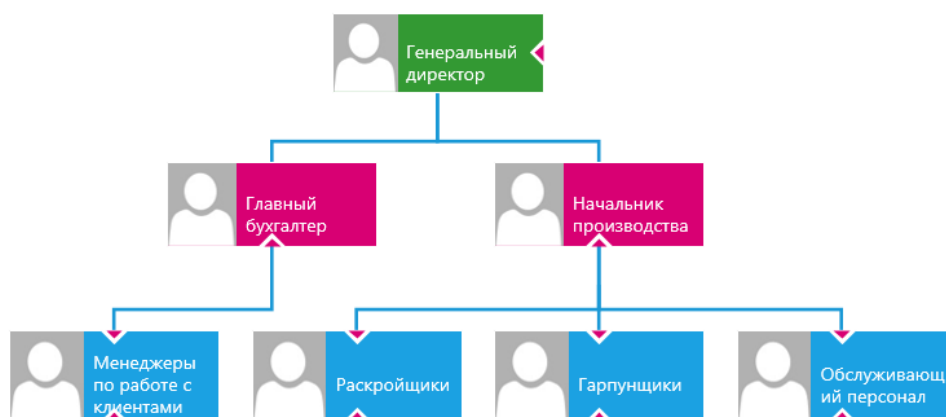 Генеральный
директор
Главный
бухгалтер
Начальник
производства
Менеджеры
по работе с
клиентами
Раскройщики
Гарпунщики
Обслуживающ
ий персонал